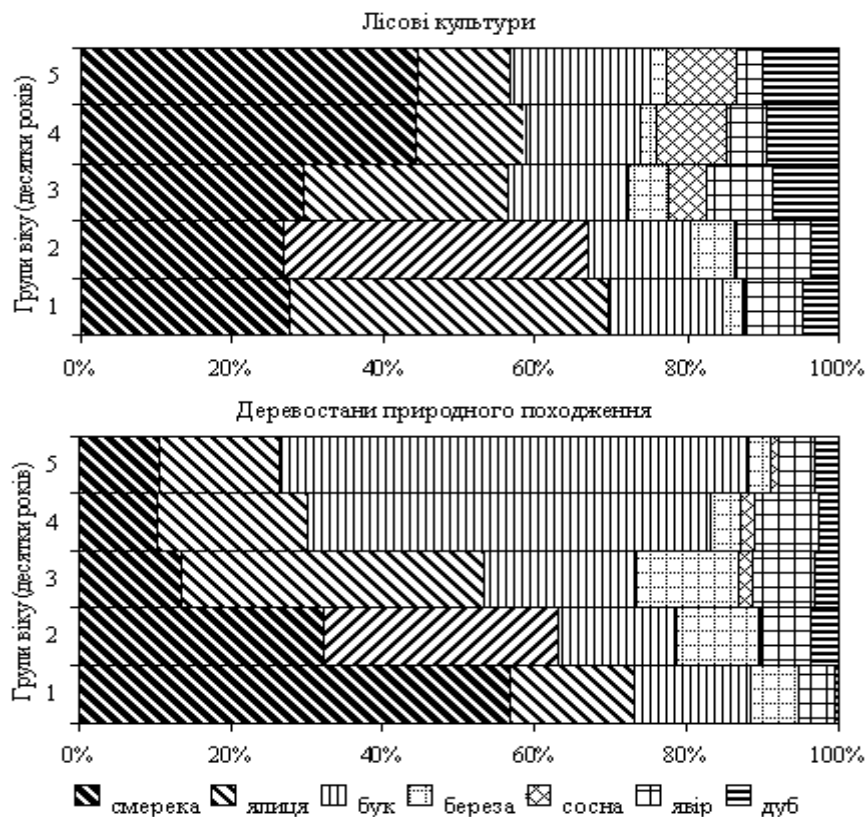 Лісові культури
Групи віку (десятки років)
5
4
3
2
1
0% 20% 40% 60% 80% 100%
Деревостани природного походження
Групи віку (десятки років)
5
4
3
2
1
0% 20% 40% 60% 80% 100%
смерека ялиця бук береза сосна явір дуб